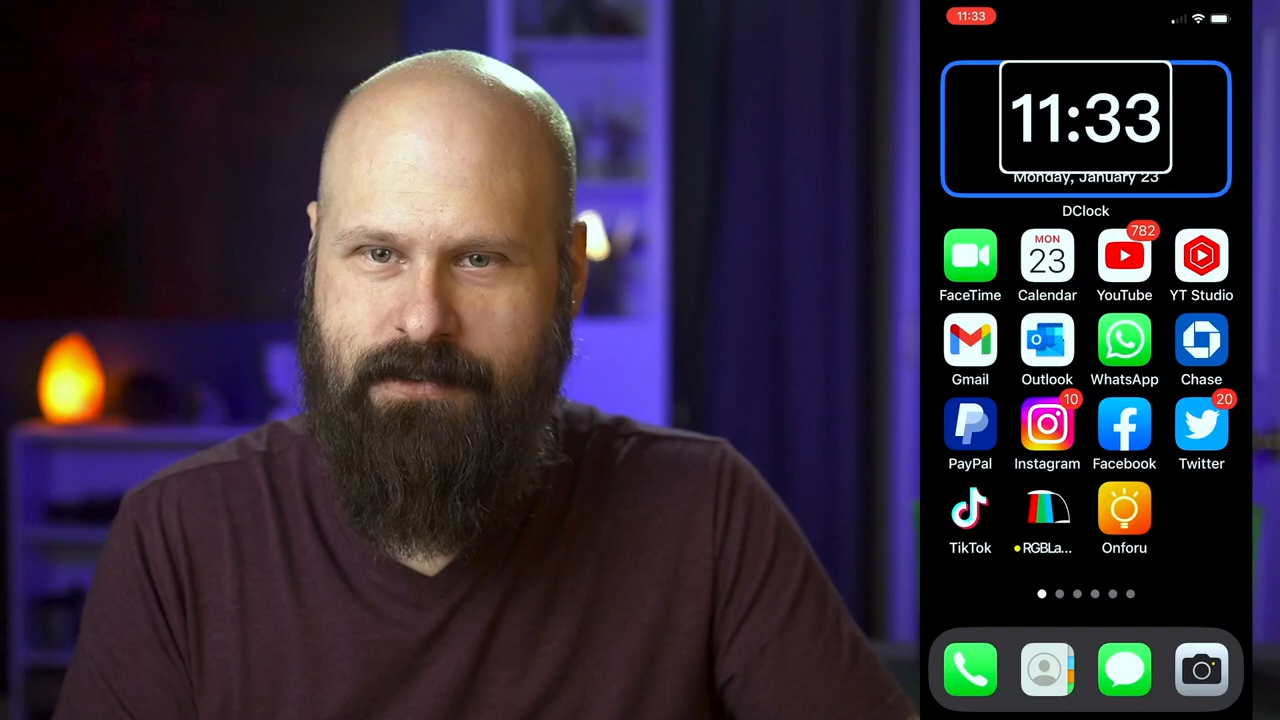 11:33
11:33
Monday, January 23
DClock
782
FaceTime
MON
23
Calendar
YouTube
YT Studio
Gmail
Outlook
WhatsApp
Chase
10
20
PayPal
Instagram
Facebook
Twitter
TikTok
RGBLa...
Onforu